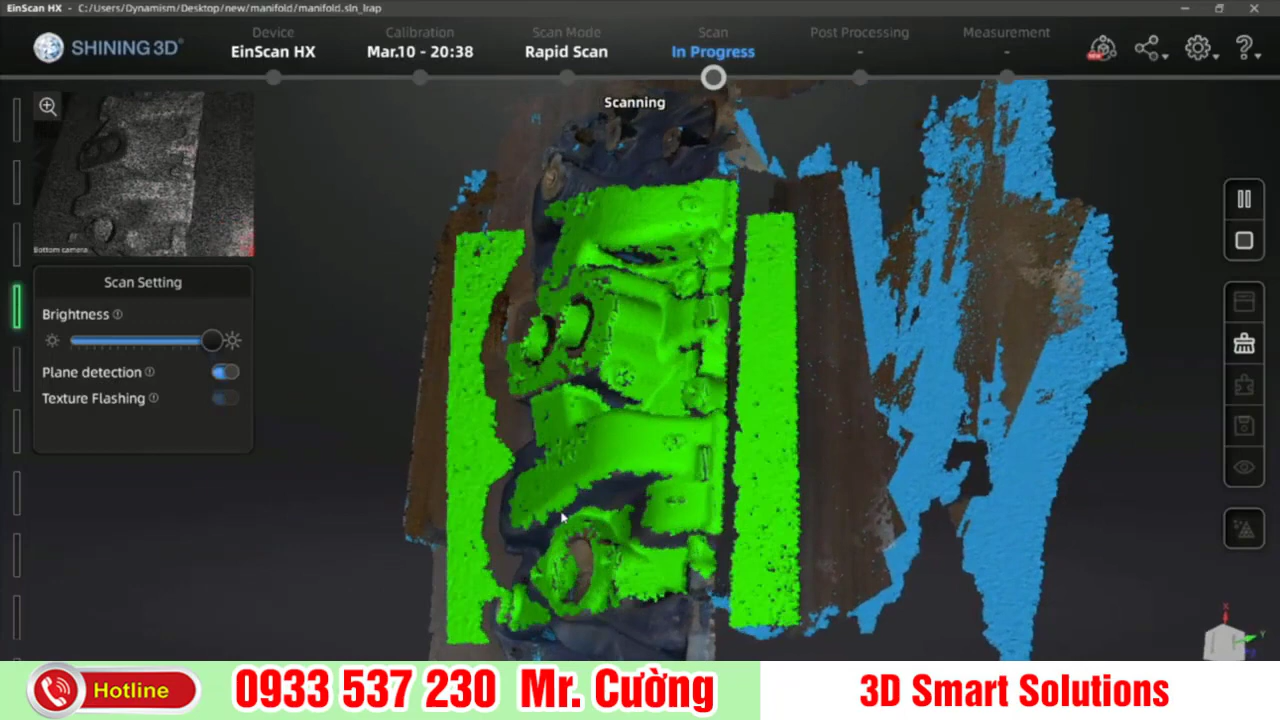 EinScan HX - C:/Users/Dynamism/Desktop/new/manifold/manifold.sln_lrap
SHINING 3D®
Device
EinScan HX
Calibration
Mar.10 - 20:38
Scan Mode
Rapid Scan
Scan
In Progress
Post Processing
-
Measurement
-
NEW
Scanning
Bottom camera
Scan Setting
Brightness
Plane detection
Texture Flashing
X
Y
Hotline
0933 537 230 Mr. Cường
3D Smart Solutions